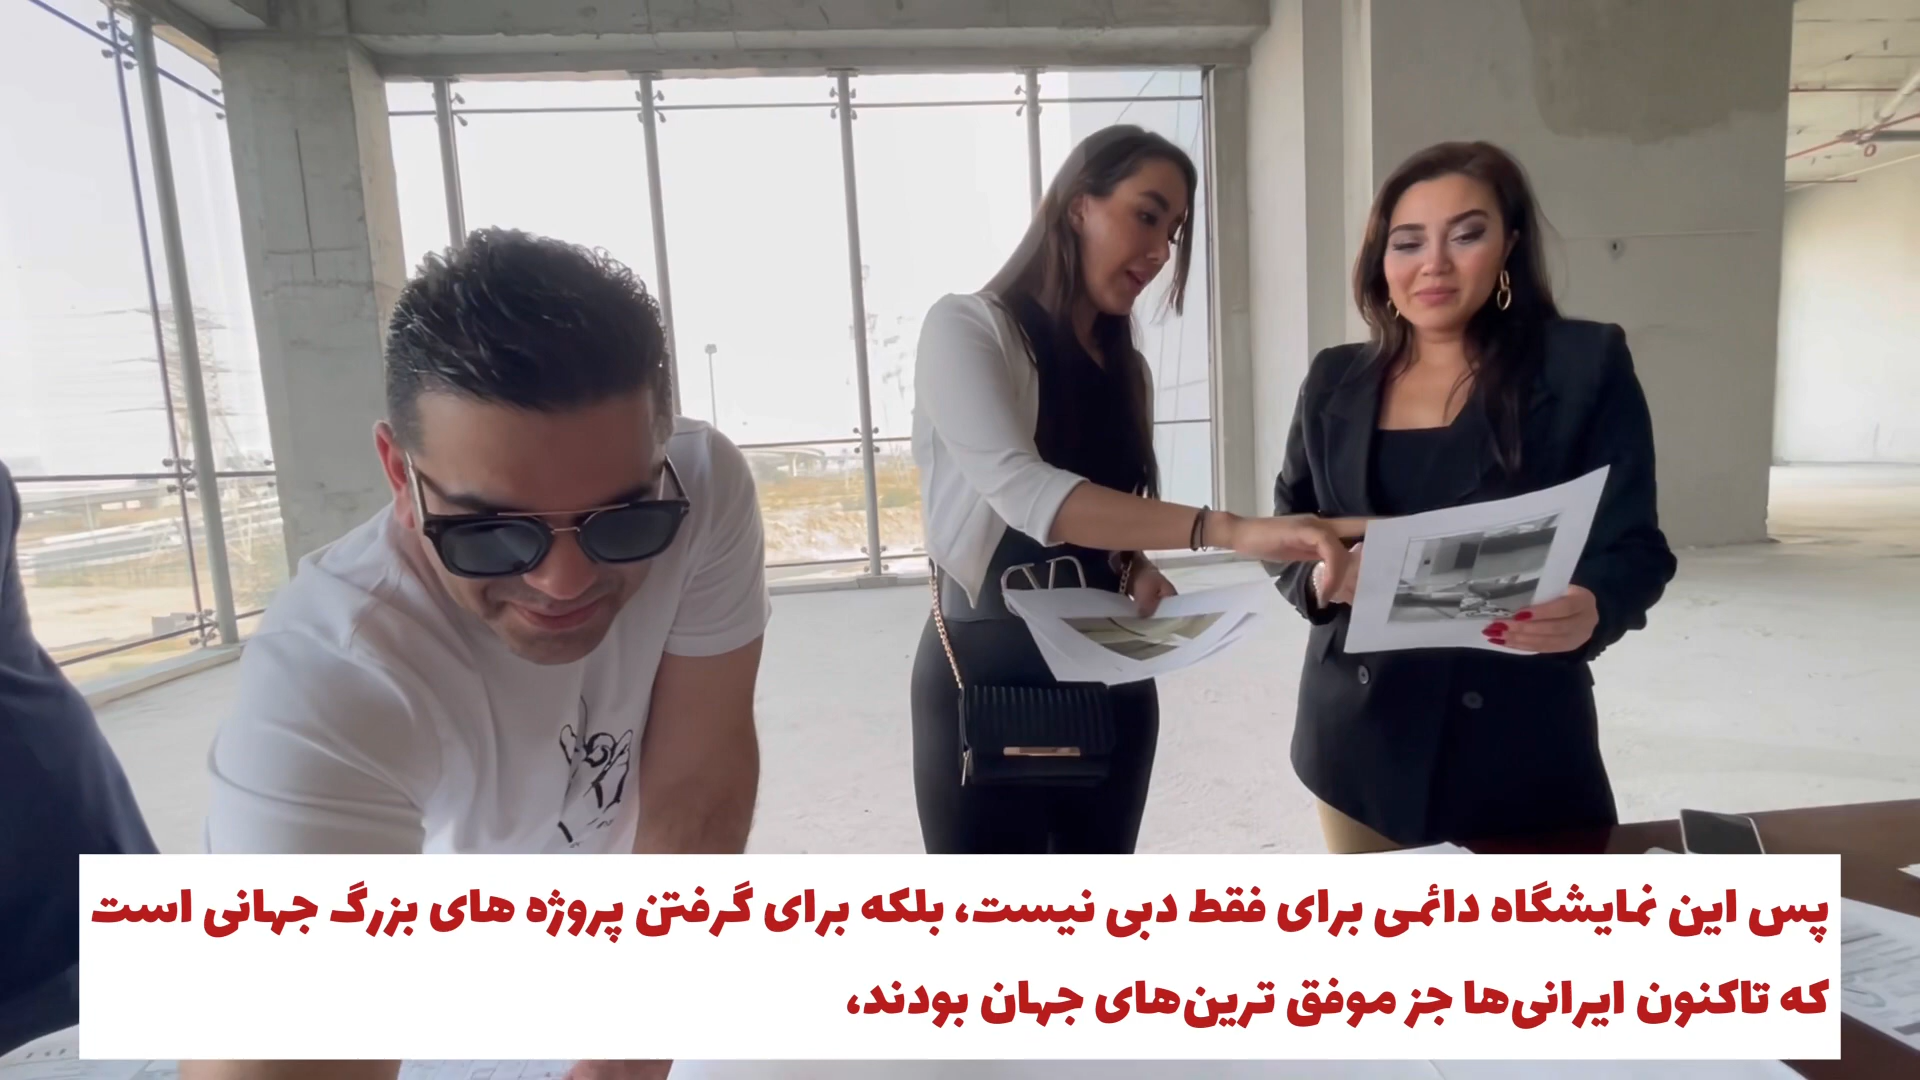 پس این نمایشگاه دائمی برای فقط دبی نیست، بلکه برای گرفتن پروژه های بزرگ جهانی است
که تاکنون ایرانی‌ها جز موفق ترین‌های جهان بودند،